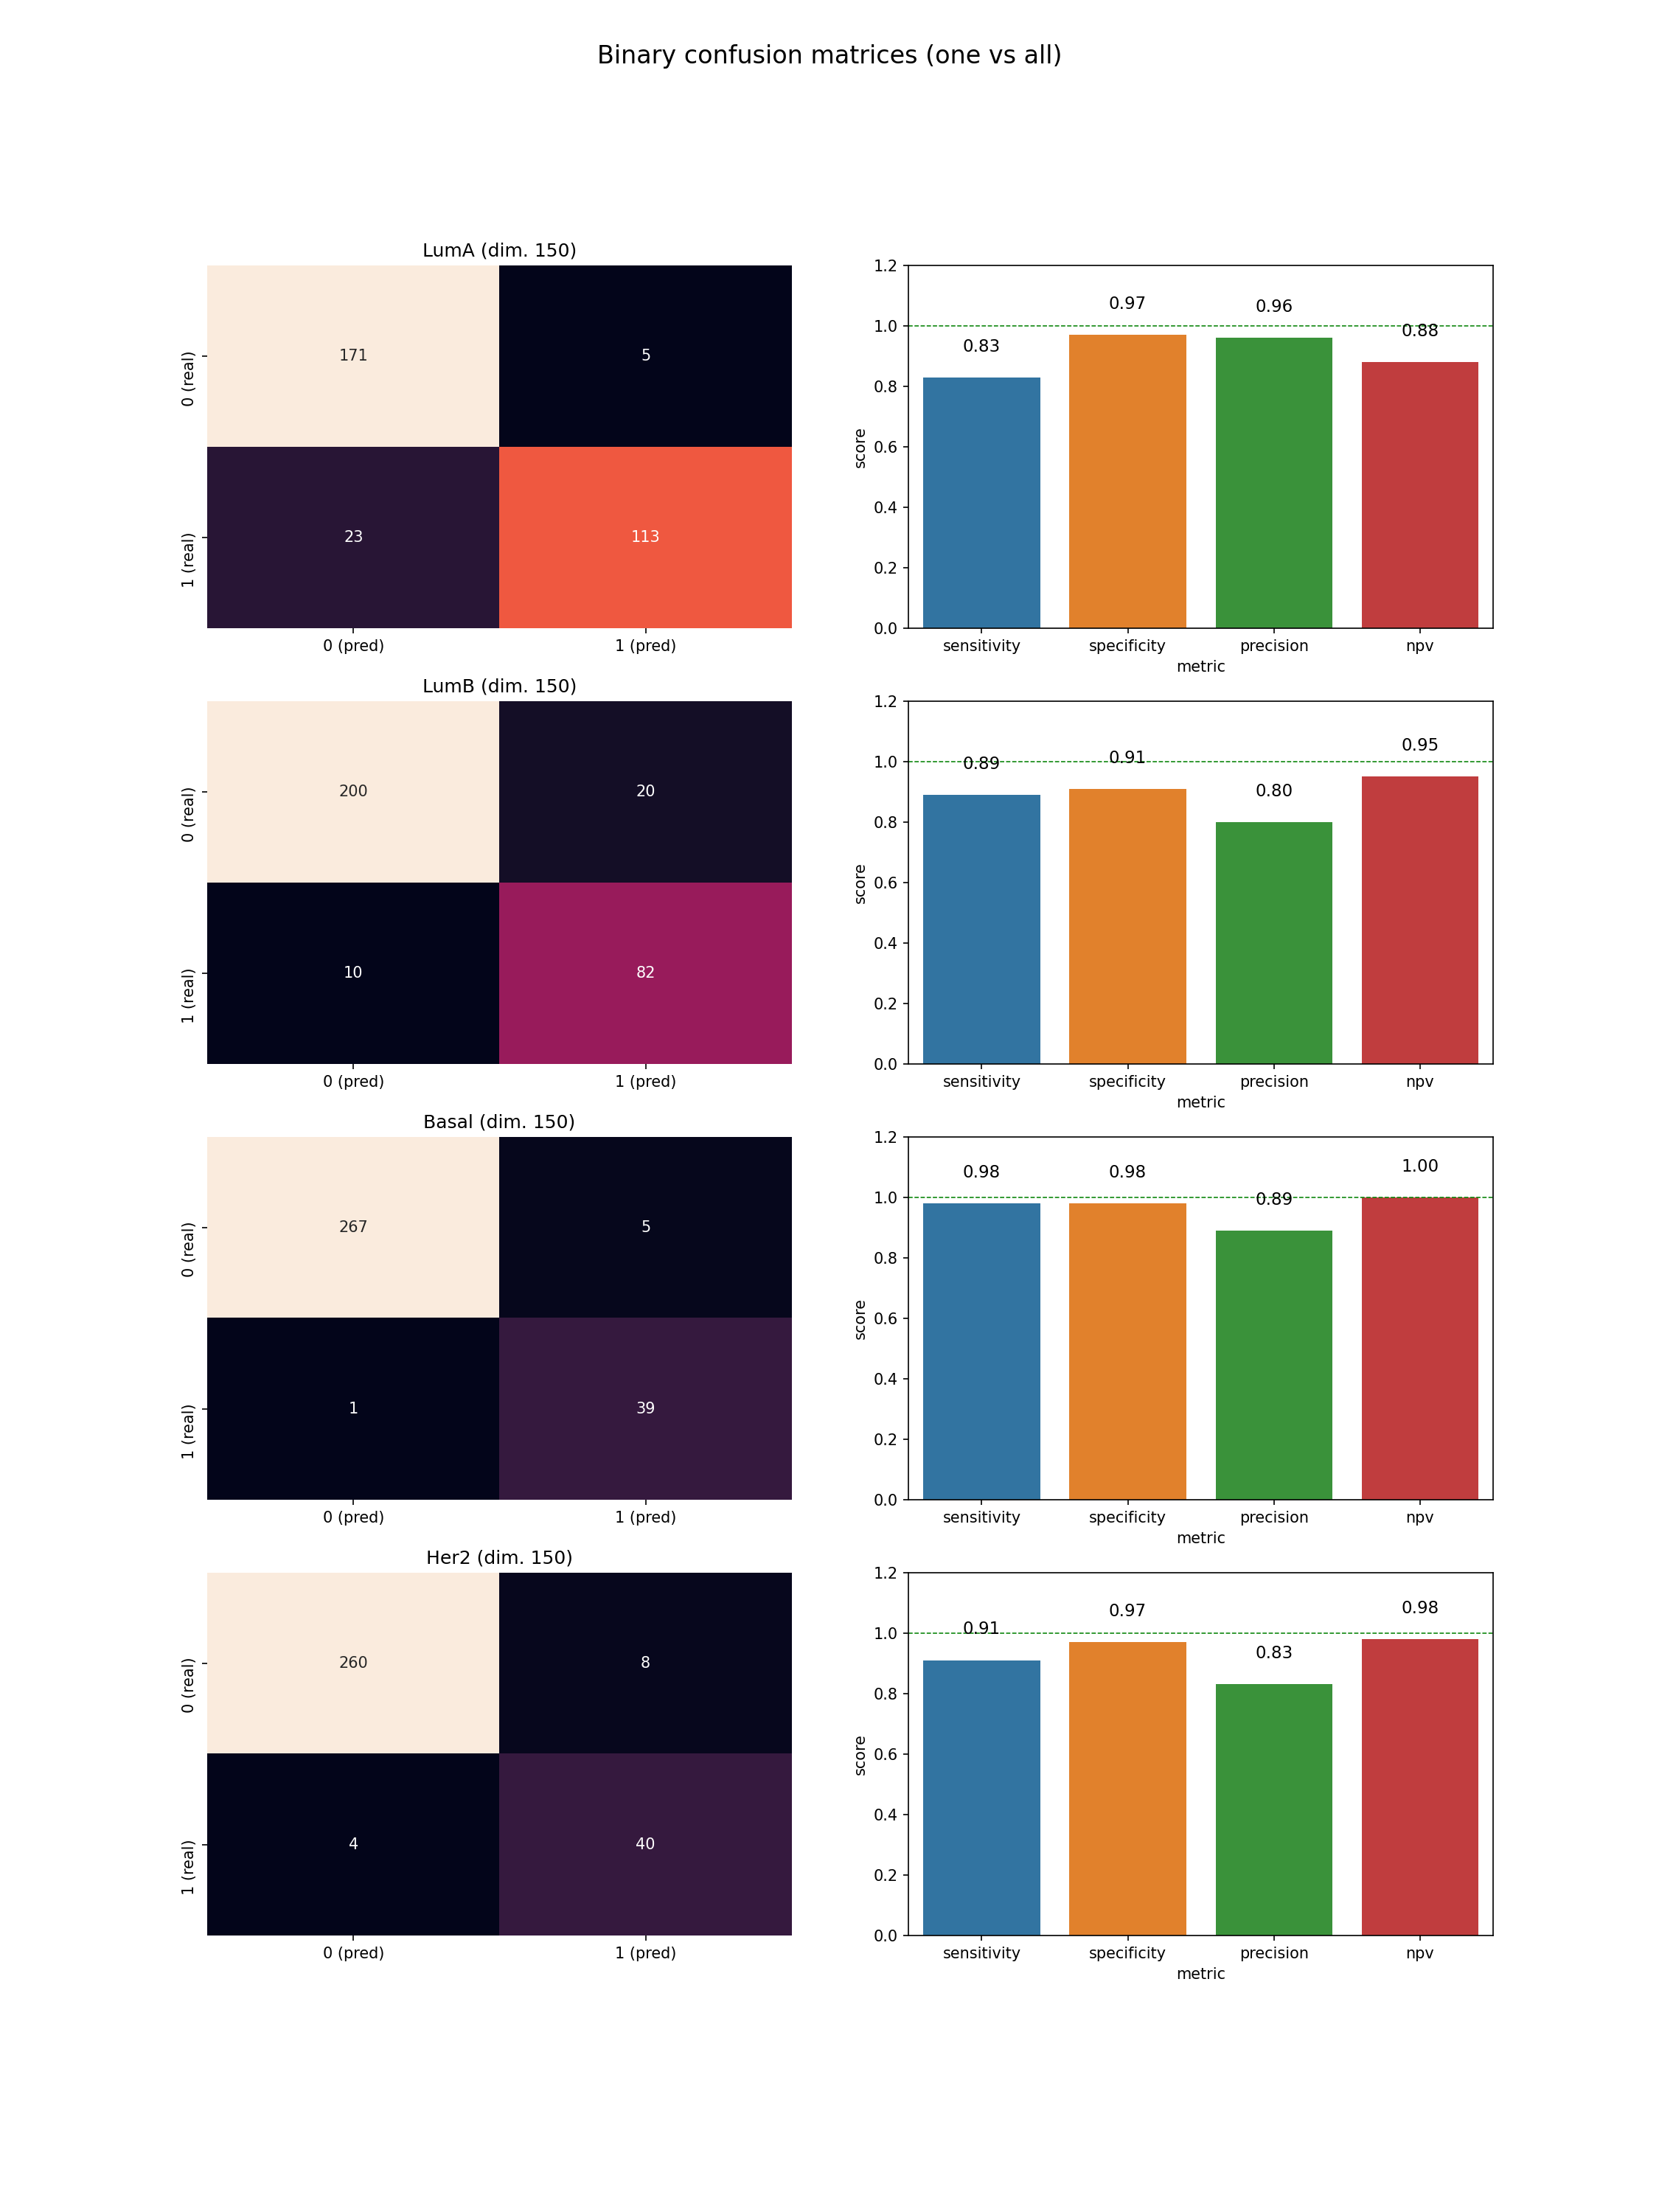 Binary confusion matrices (one vs all)
LumA (dim. 150)
0 (real)
171
5
1 (real)
23
113
0 (pred)
1 (pred)
1.2
1.0
0.8
0.6
0.4
0.2
0.0
score
0.83
0.97
0.96
0.88
sensitivity
specificity
precision
npv
metric
LumB (dim. 150)
0 (real)
200
20
1 (real)
10
82
0 (pred)
1 (pred)
1.2
1.0
0.8
0.6
0.4
0.2
0.0
score
0.89
0.91
0.80
0.95
sensitivity
specificity
precision
npv
metric
Basal (dim. 150)
0 (real)
267
5
1 (real)
1
39
0 (pred)
1 (pred)
1.2
1.0
0.8
0.6
0.4
0.2
0.0
score
0.98
0.98
0.89
1.00
sensitivity
specificity
precision
npv
metric
Her2 (dim. 150)
0 (real)
260
8
1 (real)
4
40
0 (pred)
1 (pred)
1.2
1.0
0.8
0.6
0.4
0.2
0.0
score
0.91
0.97
0.83
0.98
sensitivity
specificity
precision
npv
metric